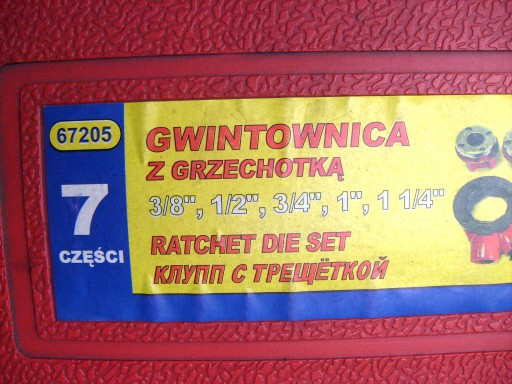 67205
7
CZĘŚCI
GWINTOWNICA
Z GRZECHOTKĄ
3/8", 1/2", 3/4", 1", 1 1/4"
RATCHET DIE SET
КЛУПП С ТРЕЩЁТКОЙ